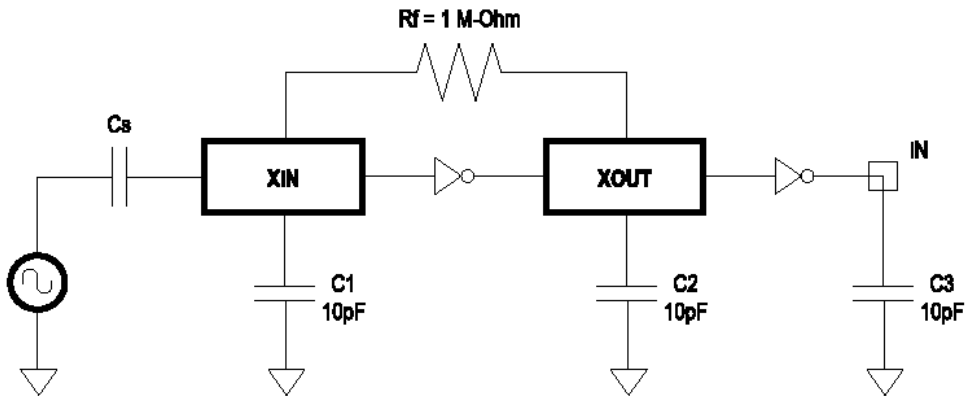 Rf = 1 M-Ohm
Cs
XIN
XOUT
IN
C1
10pF
C2
10pF
C3
10pF